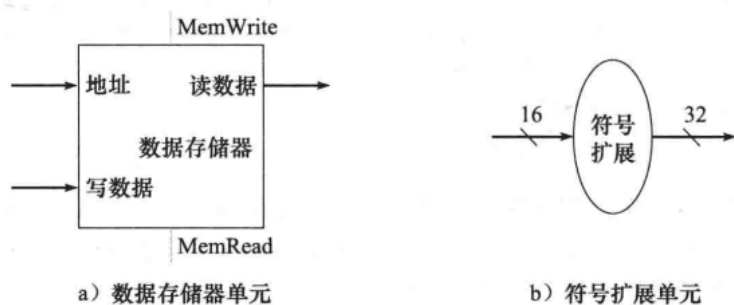 MemWrite
地址 读数据
数据存储器
写数据
MemRead
16 符号扩展 32
a）数据存储器单元
b）符号扩展单元